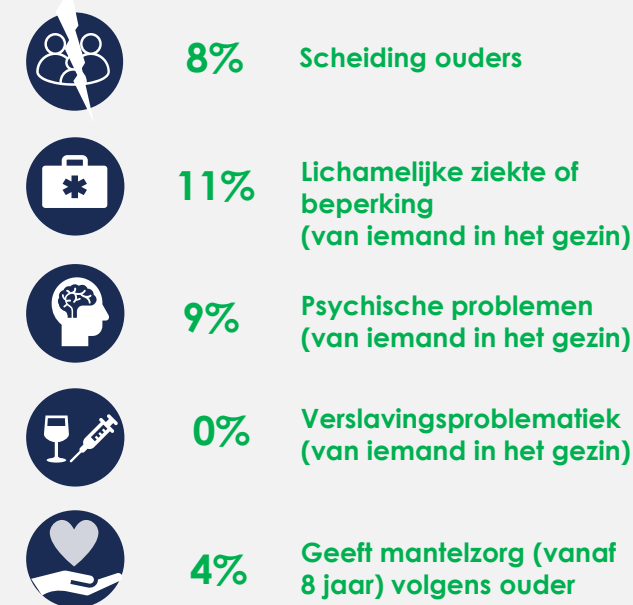 8% Scheiding ouders
11% Lichamelijke ziekte of
beperking
(van iemand in het gezin)
9% Psychische problemen
(van iemand in het gezin)
0% Verslavingsproblematiek
(van iemand in het gezin)
4% Geeft mantelzorg (vanaf
8 jaar) volgens ouder